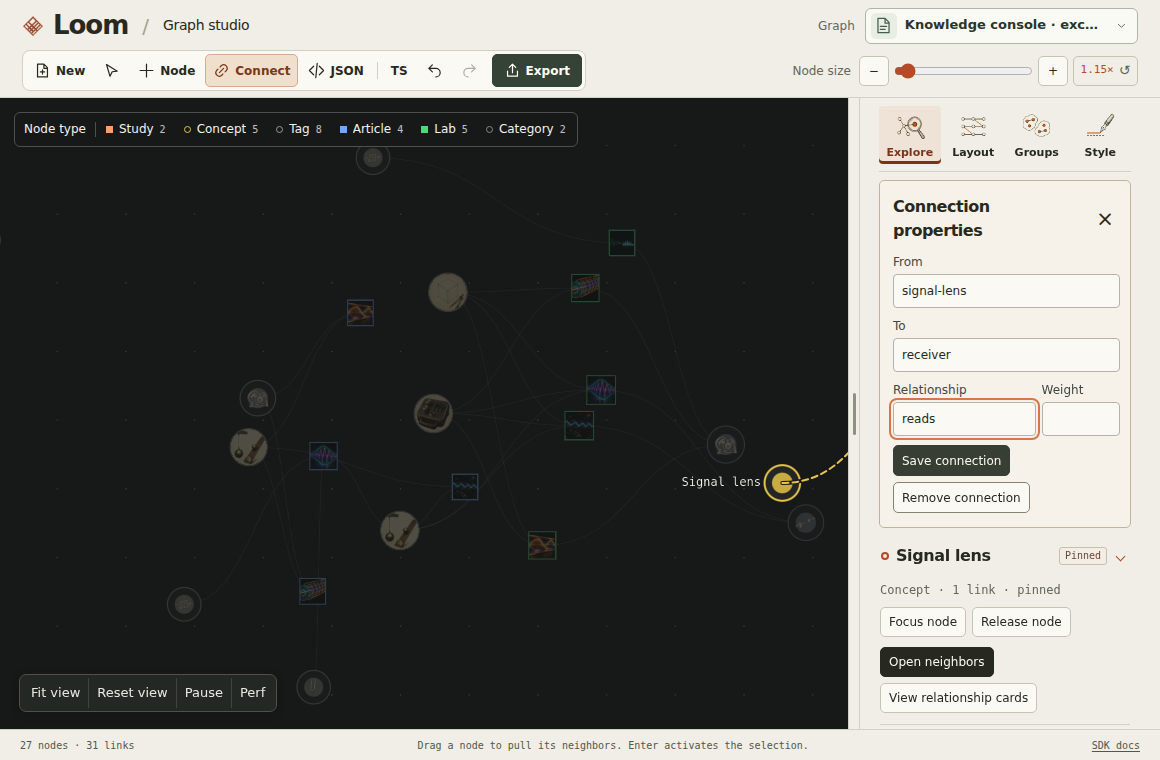 Loom / Graph studio
Graph
Knowledge console · exc…
New
Node
Connect
JSON
TS
Export
Node size
−
+
1.15× ↺
Node type
Study 2
Concept 5
Tag 8
Article 4
Lab 5
Category 2
Signal lens
Fit view
Reset view
Pause
Perf
Explore
Layout
Groups
Style
Connection
properties
From
signal-lens
To
receiver
Relationship
Weight
reads
Save connection
Remove connection
Signal lens
Pinned
Concept · 1 link · pinned
Focus node
Release node
Open neighbors
View relationship cards
27 nodes · 31 links
Drag a node to pull its neighbors. Enter activates the selection.
SDK docs